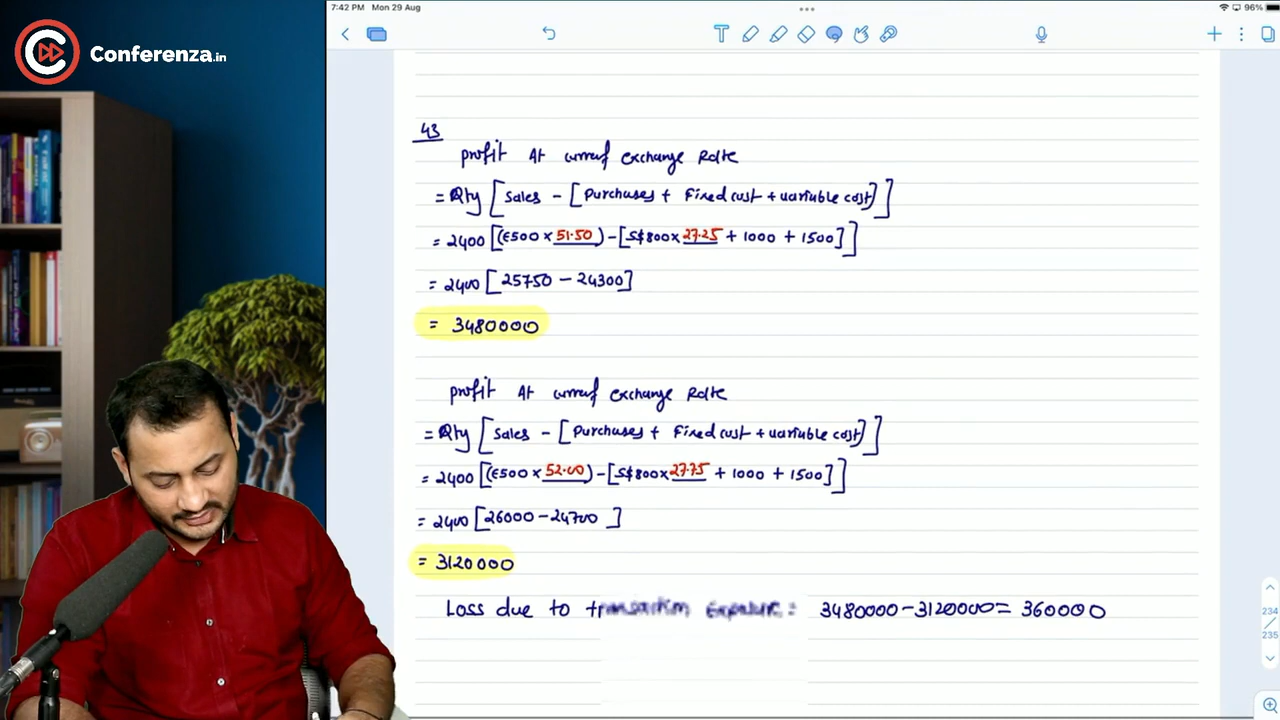 7:42 PM Mon 29 Aug
96%
Conferenza.in
T
43
Profit At current Exchange Rate
= Qty [ Sales - [Purchases + Fixed cost + variable cost] ]
= 2400 [(€500 × 51.50) - [S$800× 27.25 + 1000 + 1500] ]
= 2400 [ 25750 - 24300 ]
= 3480000
Profit At current Exchange Rate
= Qty [ Sales - [Purchases + Fixed cost + variable cost] ]
= 2400 [(€500 × 52.00) - [S$800× 27.75 + 1000 + 1500] ]
= 2400 [ 26000 - 24700 ]
= 3120000
Loss due to transaction Exposure: 3480000 - 3120000 = 360000
234
235